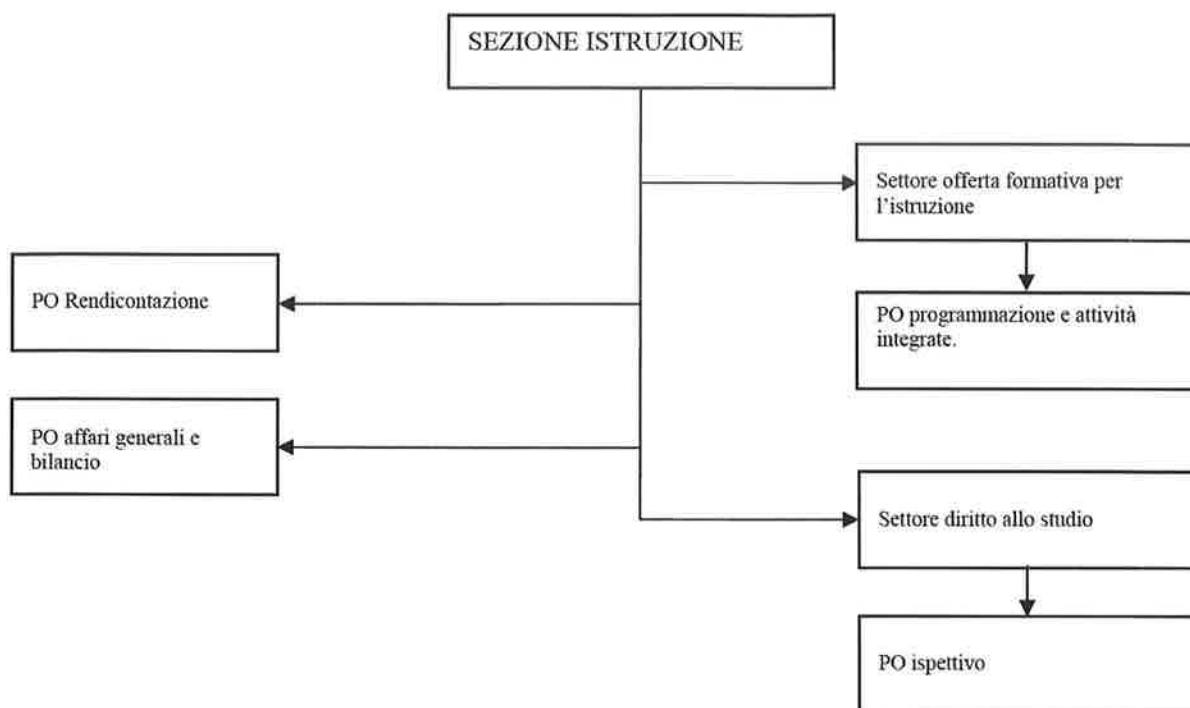 SEZIONE ISTRUZIONE
Settore offerta formativa per
l'istruzione
PO Rendicontazione
PO programmazione e attività
integrate.
PO affari generali e
bilancio
Settore diritto allo studio
PO ispettivo